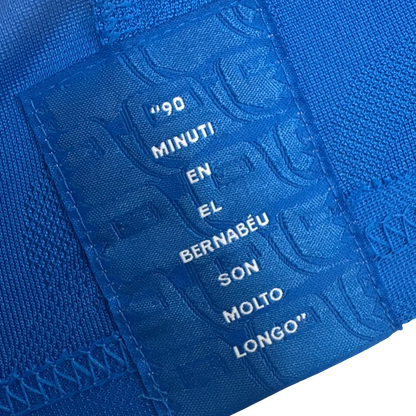 "90
MINUTI
EN
EL
BERNABÉU
SON
MOLTO
LONGO"